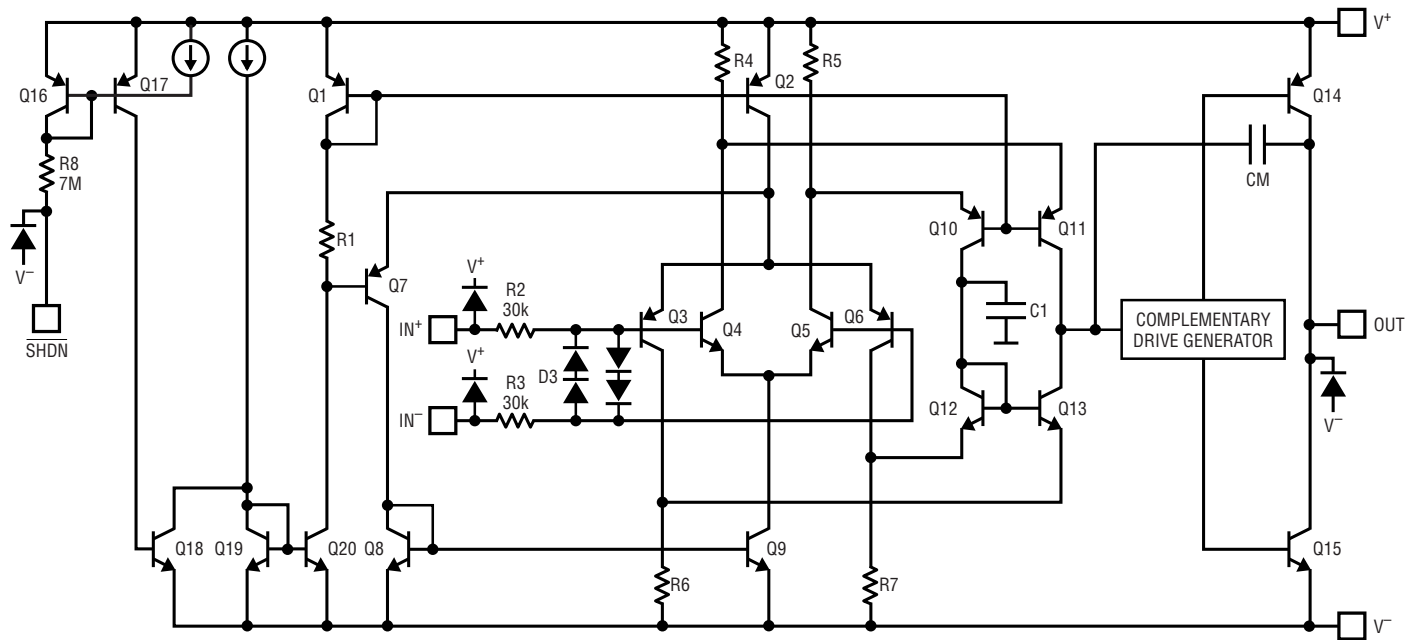 V+
Q16
Q17
Q1
R4
Q2
R5
Q14
R8
7M
CM
R1
Q10
Q11
V−
Q7
V+
R2
30k
Q3
Q4
Q5
Q6
C1
IN+
COMPLEMENTARY
DRIVE GENERATOR
OUT
SHDN
V+
D3
R3
30k
IN−
Q12
Q13
V−
Q18
Q19
Q20
Q8
Q9
Q15
R6
R7
V−